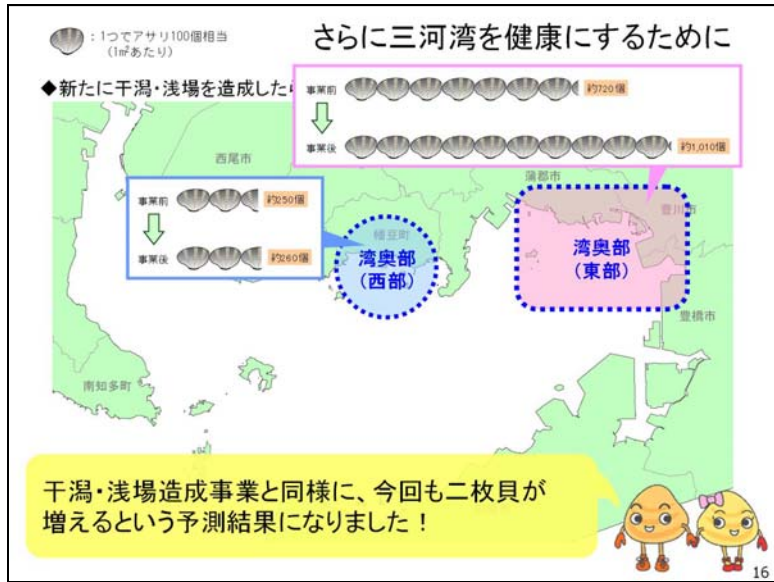 ：1つでアサリ100個相当
(1m²あたり)
さらに三河湾を健康にするために
◆新たに干潟・浅場を造成したら
事業前
約720個
事業後
約1,010個
西尾市
蒲郡市
豊川市
事業前
約250個
事業後
約260個
幡豆町
湾奥部
(西部)
湾奥部
(東部)
豊橋市
南知多町
干潟・浅場造成事業と同様に、今回も二枚貝が
増えるという予測結果になりました！
16